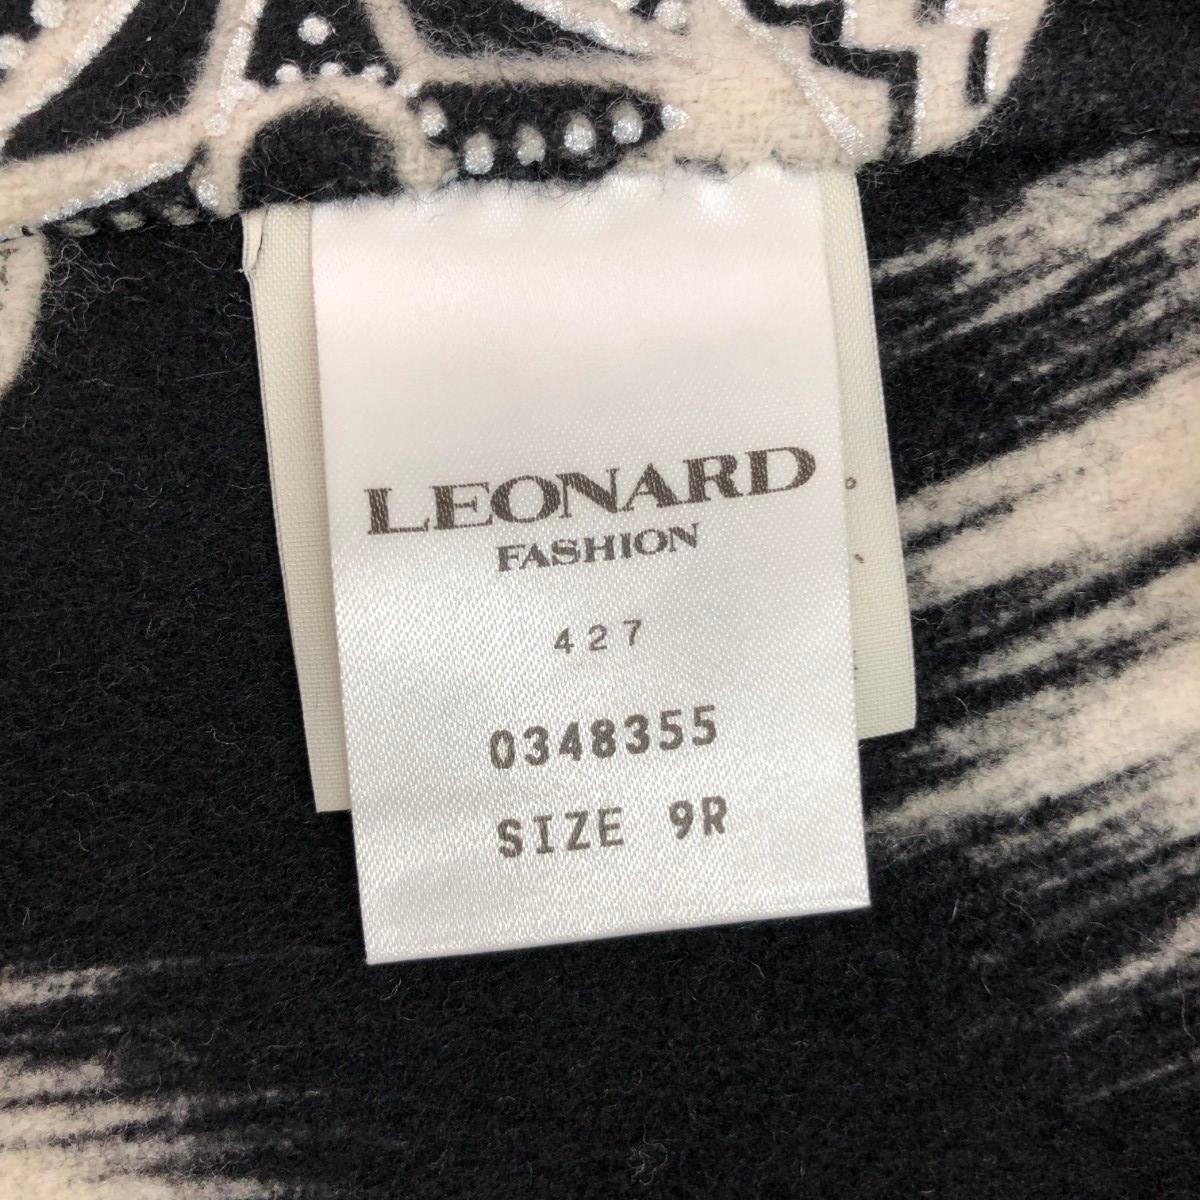 LEONARD
FASHION
427
0348355
SIZE 9R